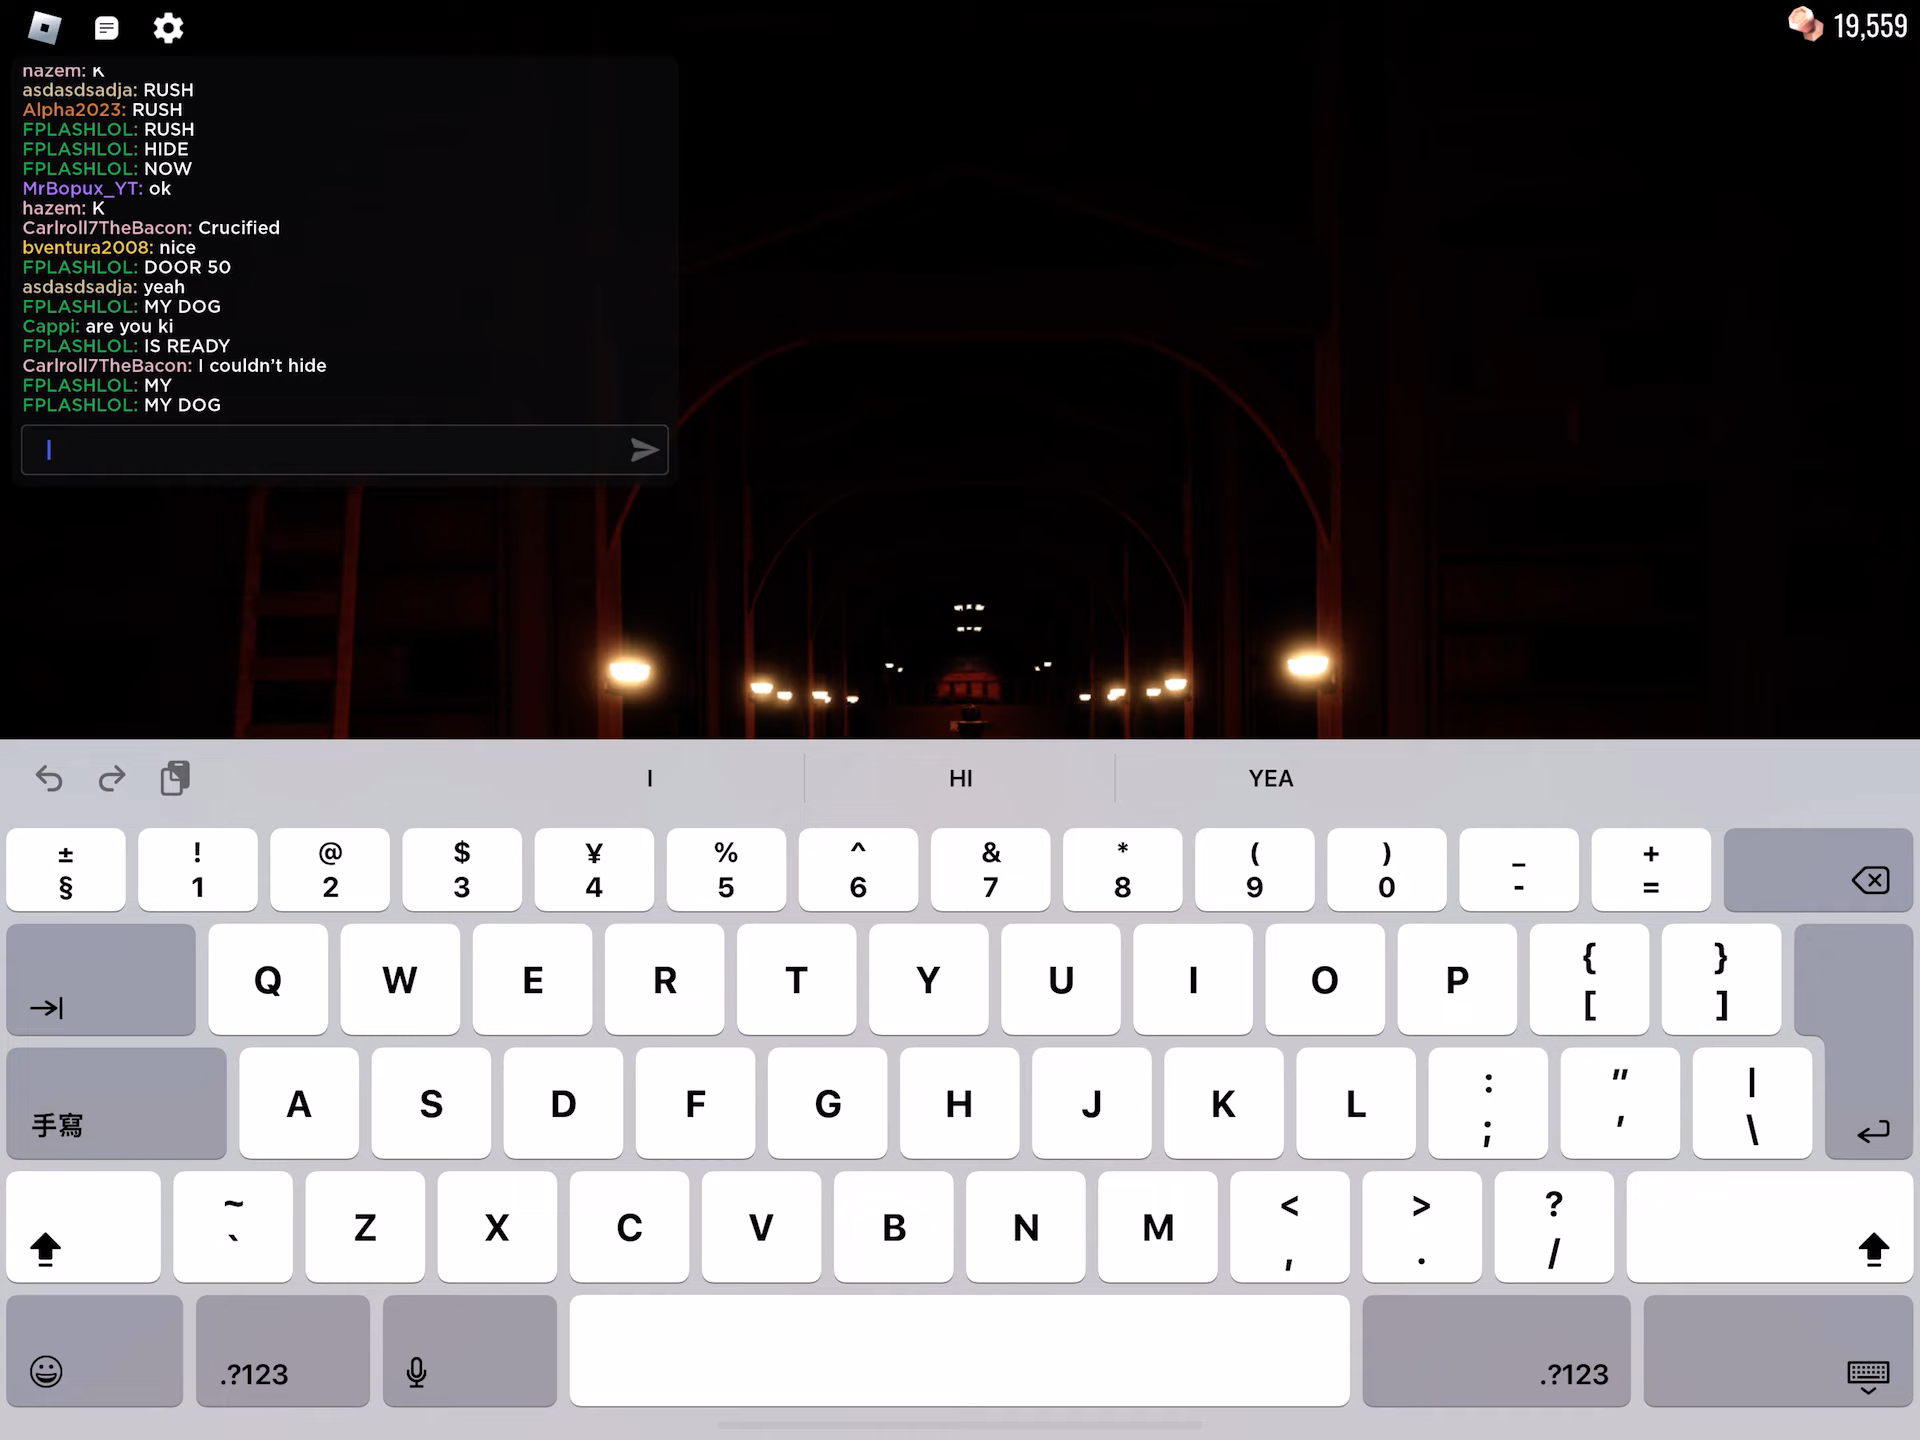 19,559
hazem: K
asdasdsadja: RUSH
Alpha2023: RUSH
FPLASHLOL: RUSH
FPLASHLOL: HIDE
FPLASHLOL: NOW
MrBopux_YT: ok
hazem: K
Carlroll7TheBacon: Crucified
bventura2008: nice
FPLASHLOL: DOOR 50
asdasdsadja: yeah
FPLASHLOL: MY DOG
Cappi: are you ki
FPLASHLOL: IS READY
Carlroll7TheBacon: I couldn’t hide
FPLASHLOL: MY
FPLASHLOL: MY DOG
I HI YEA
± ! @ $ ¥ % ^ & * ( ) _ +
§ 1 2 3 4 5 6 7 8 9 0 - =
Q W E R T Y U I O P { }
[ ]
手寫 A S D F G H J K L : " |
; ' \
~ Z X C V B N M < > ?
` , . /
.?123 .?123